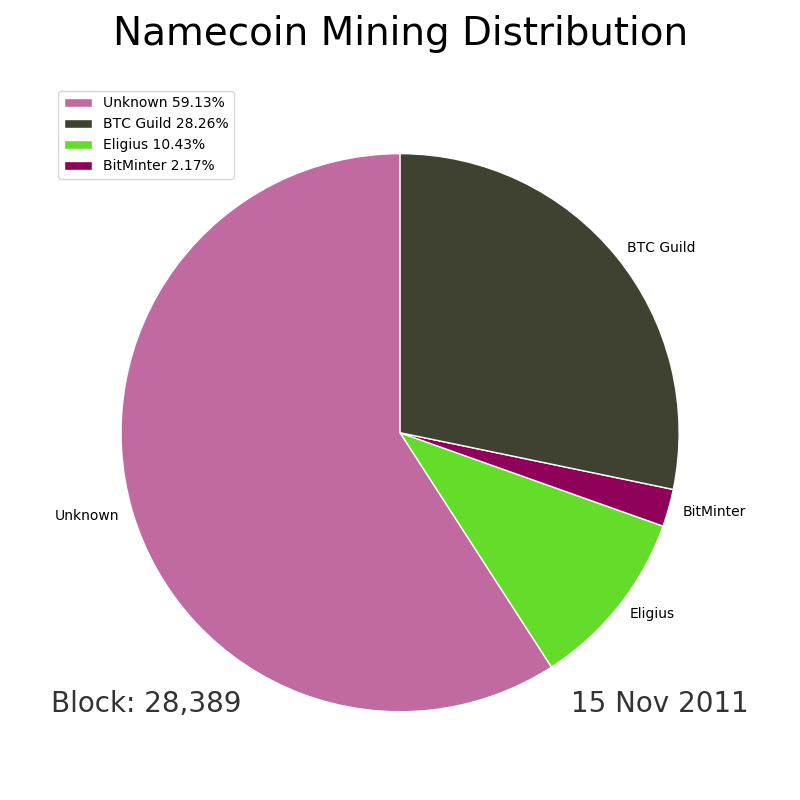 Namecoin Mining Distribution
Unknown 59.13%
BTC Guild 28.26%
Eligius 10.43%
BitMinter 2.17%
BTC Guild
BitMinter
Unknown
Eligius
Block: 28,389
15 Nov 2011